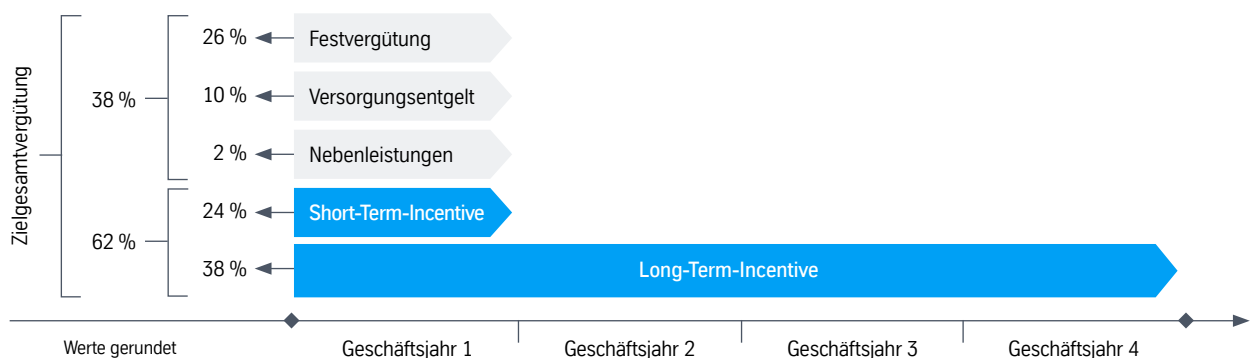 Zielgesamtvergütung
38 %
26 % Festvergütung
10 % Versorgungsentgelt
2 % Nebenleistungen
62 %
24 % Short-Term-Incentive
38 % Long-Term-Incentive
Werte gerundet Geschäftsjahr 1 Geschäftsjahr 2 Geschäftsjahr 3 Geschäftsjahr 4